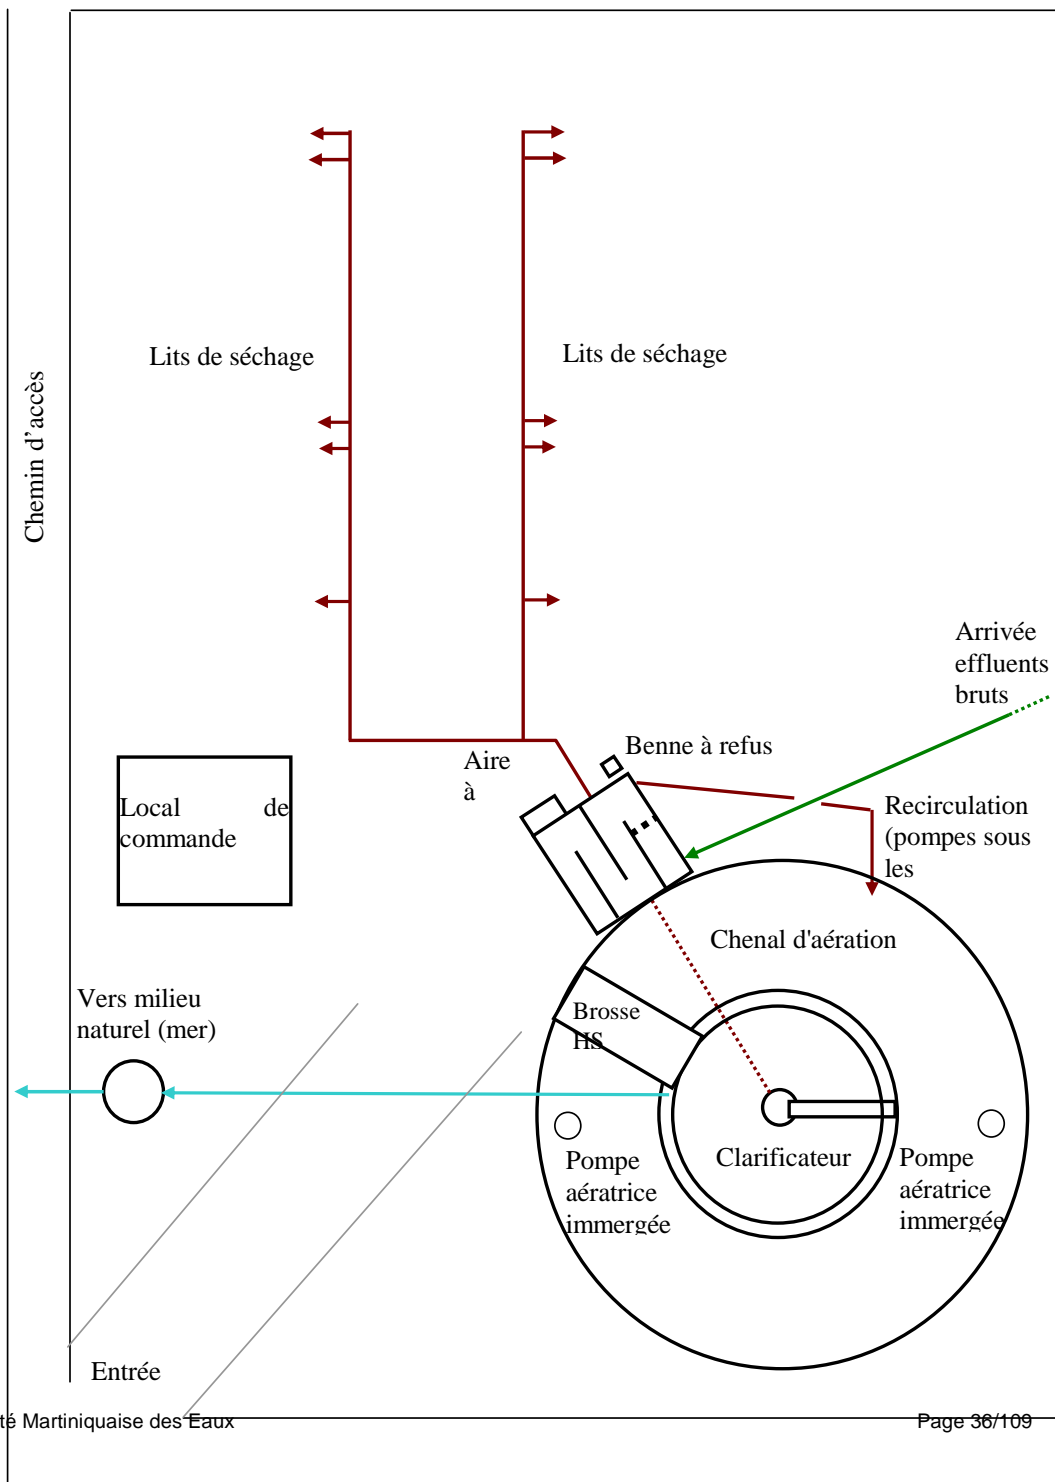 Lits de séchage
Lits de séchage
Chemin d'accès
Arrivée
effluents
bruts
Benne à refus
Aire
à
Local de
commande
Recirculation
(pompes sous
les
Chenal d'aération
Vers milieu
naturel (mer)
Brosse
HS
Clarificateur
Pompe
aératrice
immergée
Pompe
aératrice
immergée
Entrée
té Martiniquaise des Eaux
Page 36/109